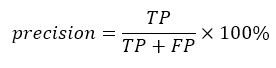 precision = TP / (TP + FP) × 100%